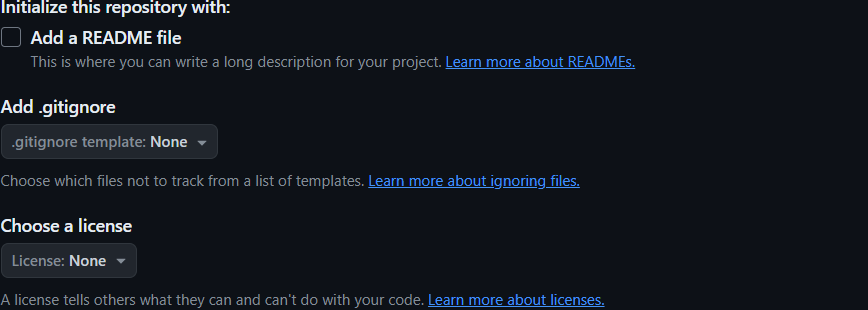 Initialize this repository with:
Add a README file
This is where you can write a long description for your project. Learn more about READMEs.
Add .gitignore
.gitignore template: None
Choose which files not to track from a list of templates. Learn more about ignoring files.
Choose a license
License: None
A license tells others what they can and can't do with your code. Learn more about licenses.